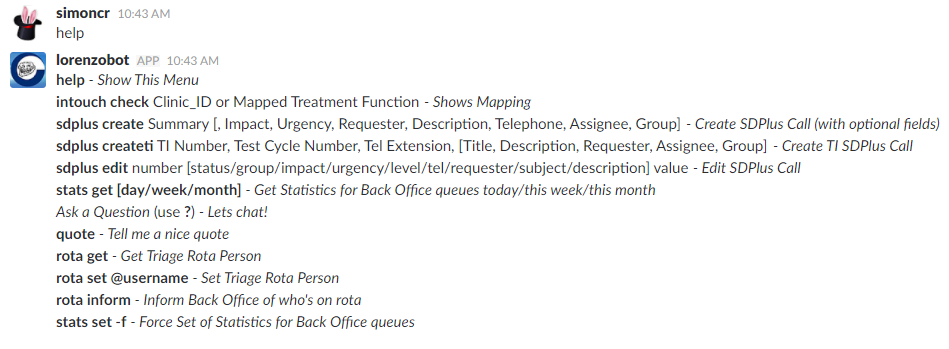 simoncr 10:43 AM
help
lorenzobot APP 10:43 AM
help - Show This Menu
intouch check Clinic_ID or Mapped Treatment Function - Shows Mapping
sdplus create Summary [, Impact, Urgency, Requester, Description, Telephone, Assignee, Group] - Create SDPlus Call (with optional fields)
sdplus createti TI Number, Test Cycle Number, Tel Extension, [Title, Description, Requester, Assignee, Group] - Create TI SDPlus Call
sdplus edit number [status/group/impact/urgency/level/tel/requester/subject/description] value - Edit SDPlus Call
stats get [day/week/month] - Get Statistics for Back Office queues today/this week/this month
Ask a Question (use ?) - Lets chat!
quote - Tell me a nice quote
rota get - Get Triage Rota Person
rota set @username - Set Triage Rota Person
rota inform - Inform Back Office of who's on rota
stats set -f - Force Set of Statistics for Back Office queues